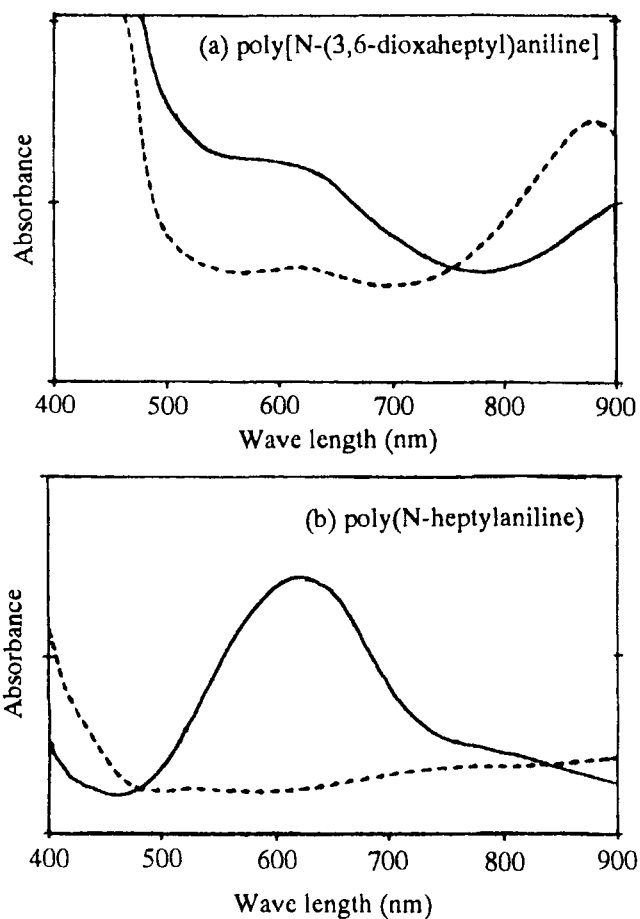 (a) poly[N-(3,6-dioxaheptyl)aniline]
Absorbance
400 500 600 700 800 900
Wave length (nm)
(b) poly(N-heptylaniline)
Absorbance
400 500 600 700 800 900
Wave length (nm)